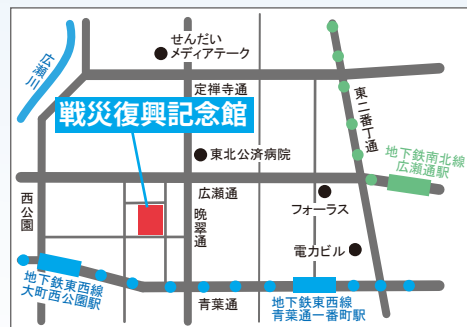 せんだい
メディアテーク
広瀬川
定禅寺通
戦災復興記念館
東二番丁通
東北公済病院
地下鉄南北線
広瀬通駅
広瀬通
西公園
晩翠通
フォーラス
電力ビル
地下鉄東西線
大町西公園駅
青葉通
地下鉄東西線
青葉通一番町駅